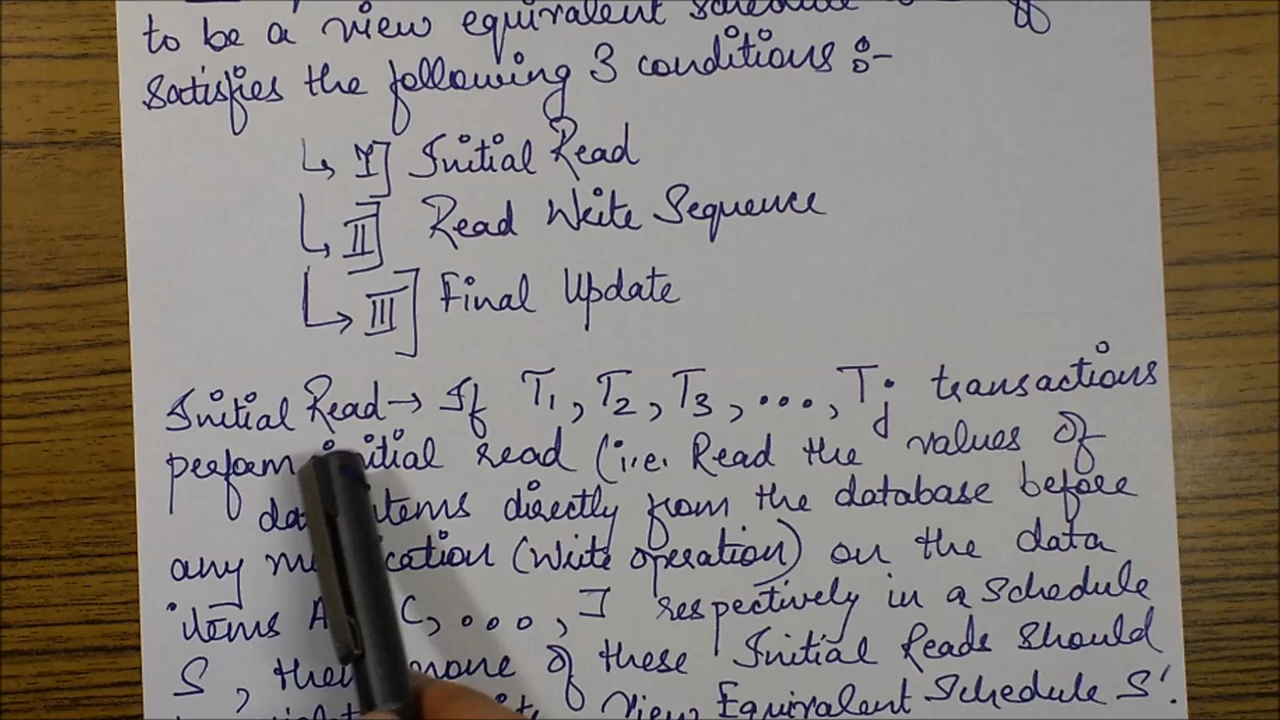 to be a view equivalent schedule
satisfies the following 3 conditions :-
↳ I] Initial Read
↳ II] Read Write Sequence
↳ III] Final Update
Initial Read → If T1, T2, T3, ..., Tj transactions
perform initial read (i.e. Read the values of
items directly from the database before
any (Write operation) on the data
items A C, ..., J respectively in a schedule
S, then none of these Initial Reads should
View Equivalent Schedule S'.